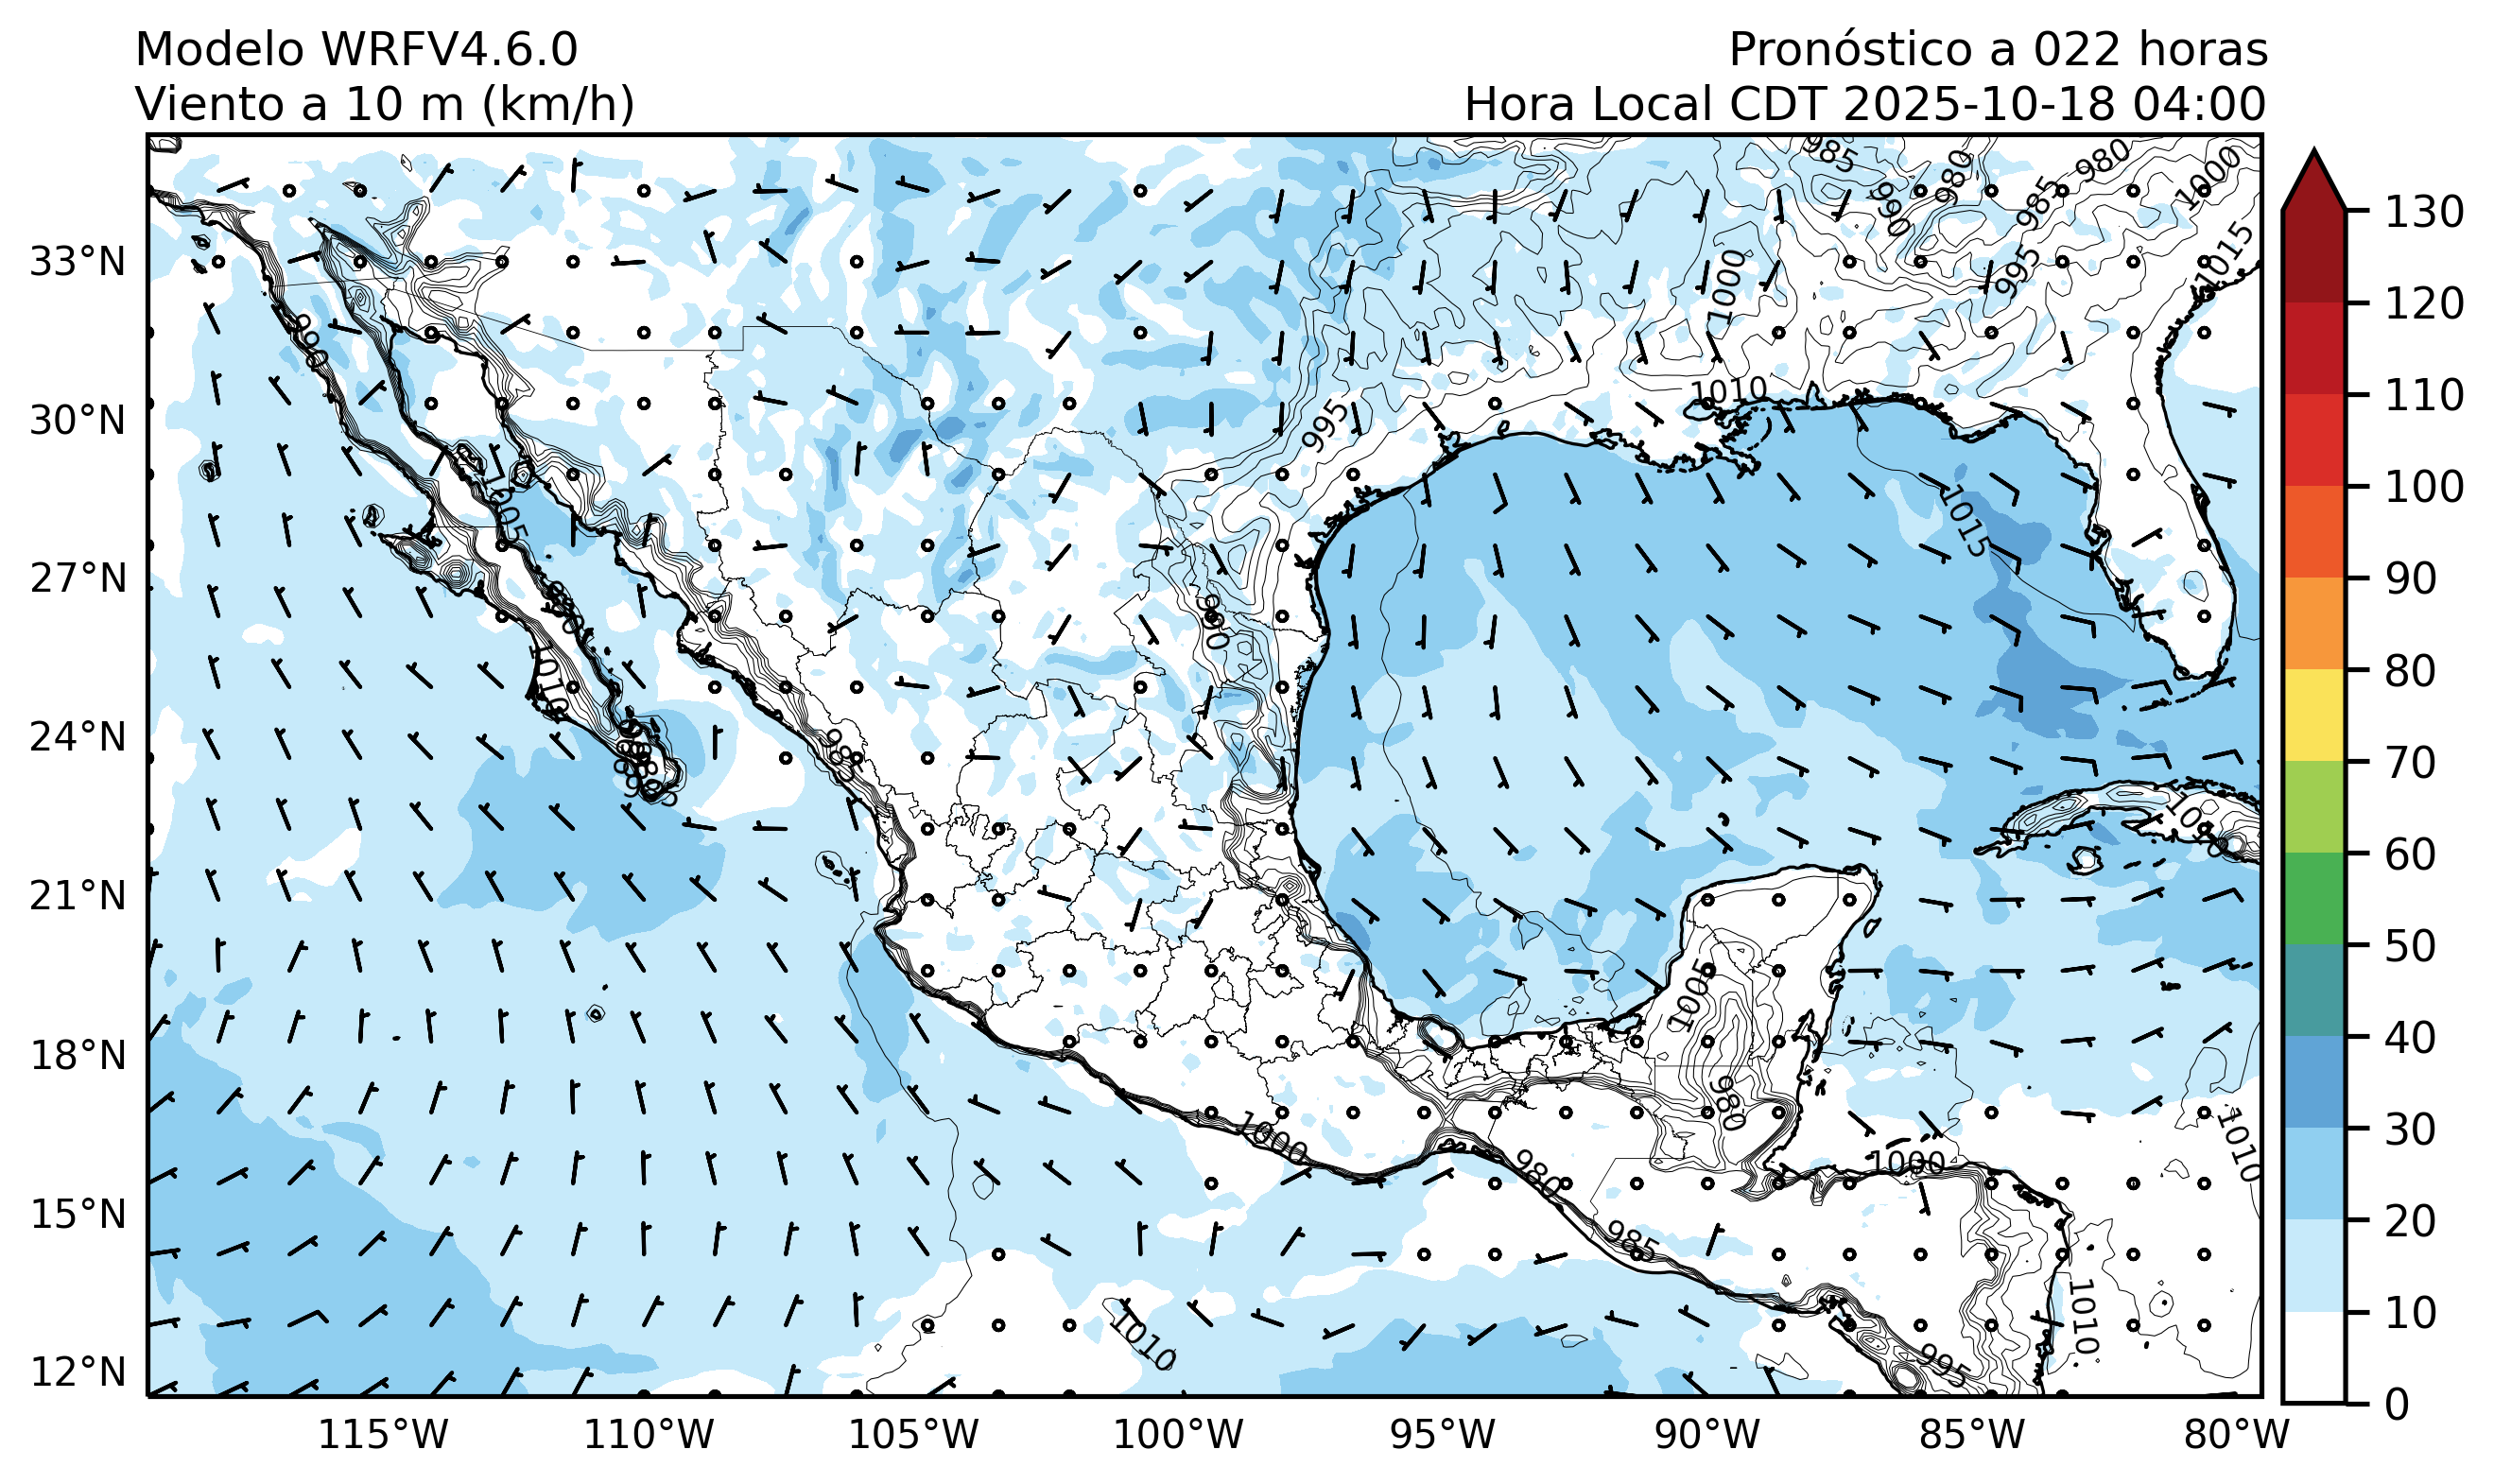 Modelo WRFV4.6.0
Pronóstico a 022 horas
Viento a 10 m (km/h)
Hora Local CDT 2025-10-18 04:00
985
980
980
1000
990
985
1015
995
1000
990
1010
995
1005
1015
990
1010
985
1010
1005
980
1000
1000
980
1010
985
1010
1010
995
33°N
30°N
27°N
24°N
21°N
18°N
15°N
12°N
115°W
110°W
105°W
100°W
95°W
90°W
85°W
80°W
130
120
110
100
90
80
70
60
50
40
30
20
10
0